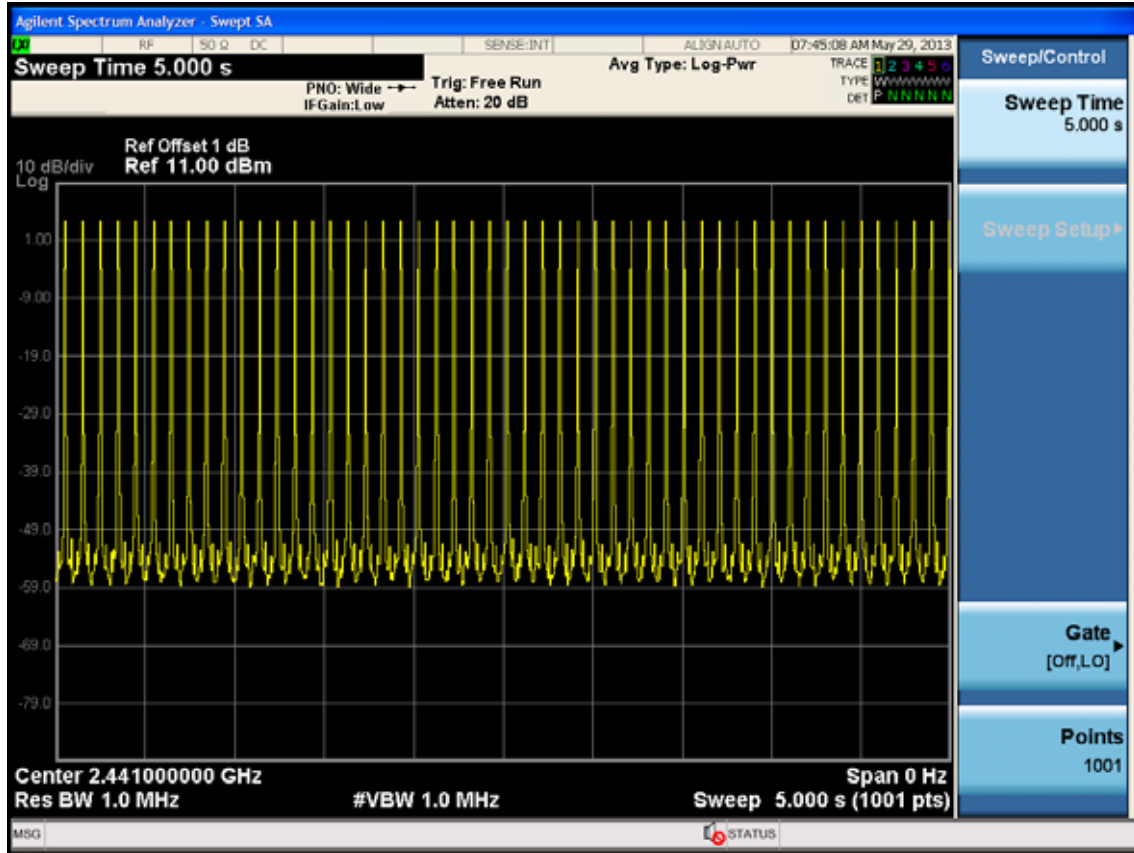 Agilent Spectrum Analyzer - Swept SA
LXI RF 50 Ω DC SENSE:INT ALIGNAUTO 07:45:08 AM May 29, 2013
Sweep Time 5.000 s
PNO: Wide
IFGain:Low
Trig: Free Run
Atten: 20 dB
Avg Type: Log-Pwr
TRACE 1 2 3 4 5 6
TYPE
DET P N N N N N
Ref Offset 1 dB
10 dB/div Ref 11.00 dBm
Log
1.00
-9.00
-19.0
-29.0
-39.0
-49.0
-59.0
-69.0
-79.0
Center 2.441000000 GHz Span 0 Hz
Res BW 1.0 MHz #VBW 1.0 MHz Sweep 5.000 s (1001 pts)
MSG STATUS
Sweep/Control
Sweep Time
5.000 s
Sweep Setup
Gate
[Off,LO]
Points
1001